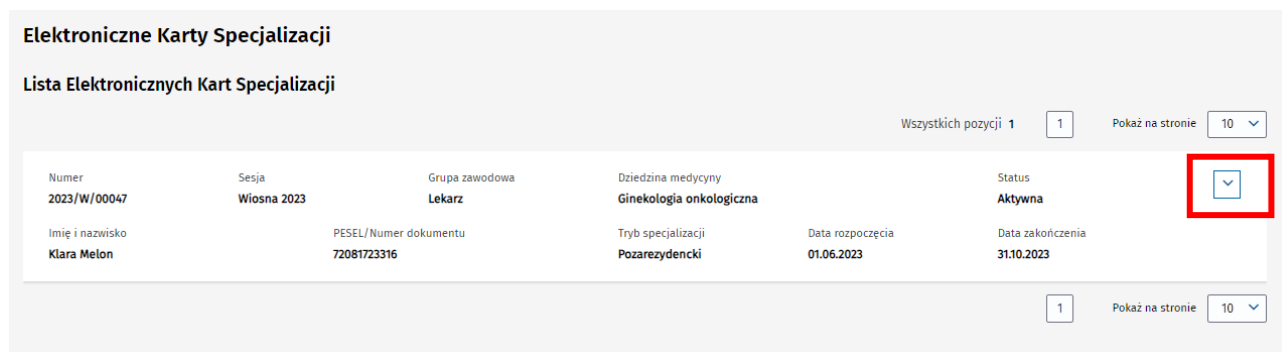 Elektroniczne Karty Specjalizacji
Lista Elektronicznych Kart Specjalizacji
Wszystkich pozycji 1 1 Pokaż na stronie 10
Numer Sesja Grupa zawodowa Dziedzina medycyny Status
2023/W/00047 Wiosna 2023 Lekarz Ginekologia onkologiczna Aktywna
Imię i nazwisko PESEL/Numer dokumentu Tryb specjalizacji Data rozpoczęcia Data zakończenia
Klara Melon 72081723316 Pozarezydencki 01.06.2023 31.10.2023
1 Pokaż na stronie 10